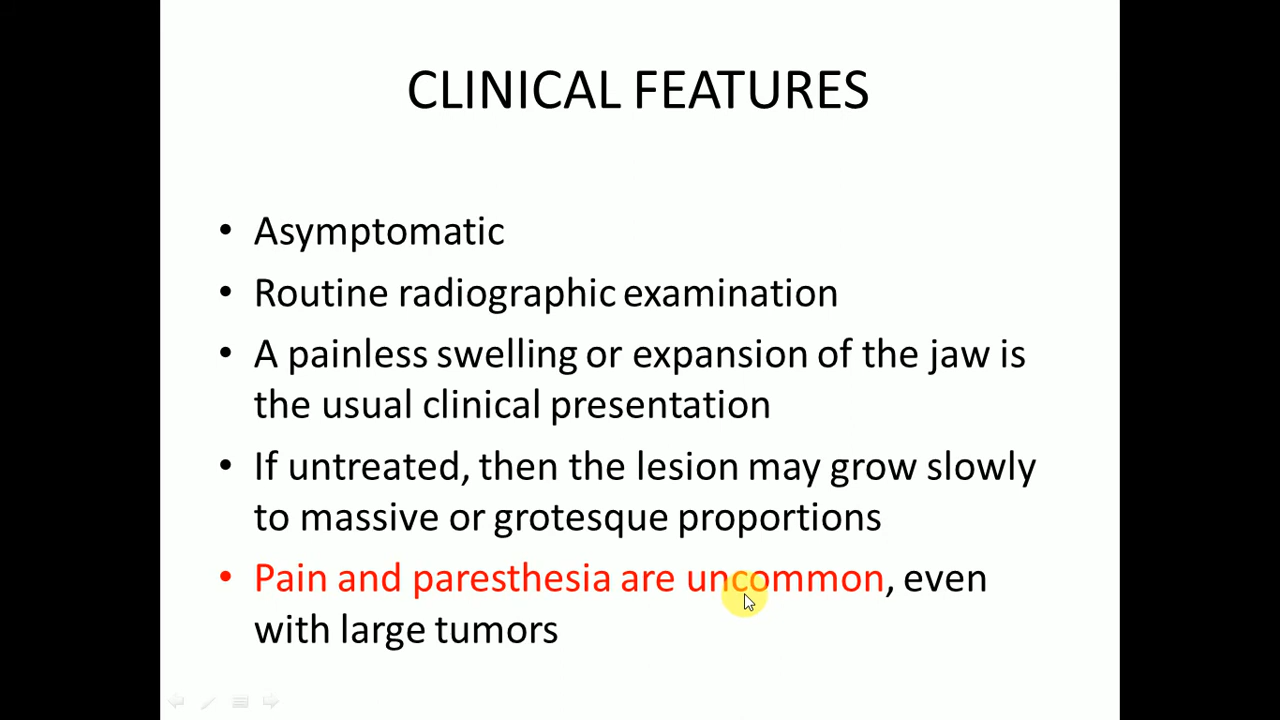 CLINICAL FEATURES
• Asymptomatic
• Routine radiographic examination
• A painless swelling or expansion of the jaw is
the usual clinical presentation
• If untreated, then the lesion may grow slowly
to massive or grotesque proportions
• Pain and paresthesia are uncommon, even
with large tumors